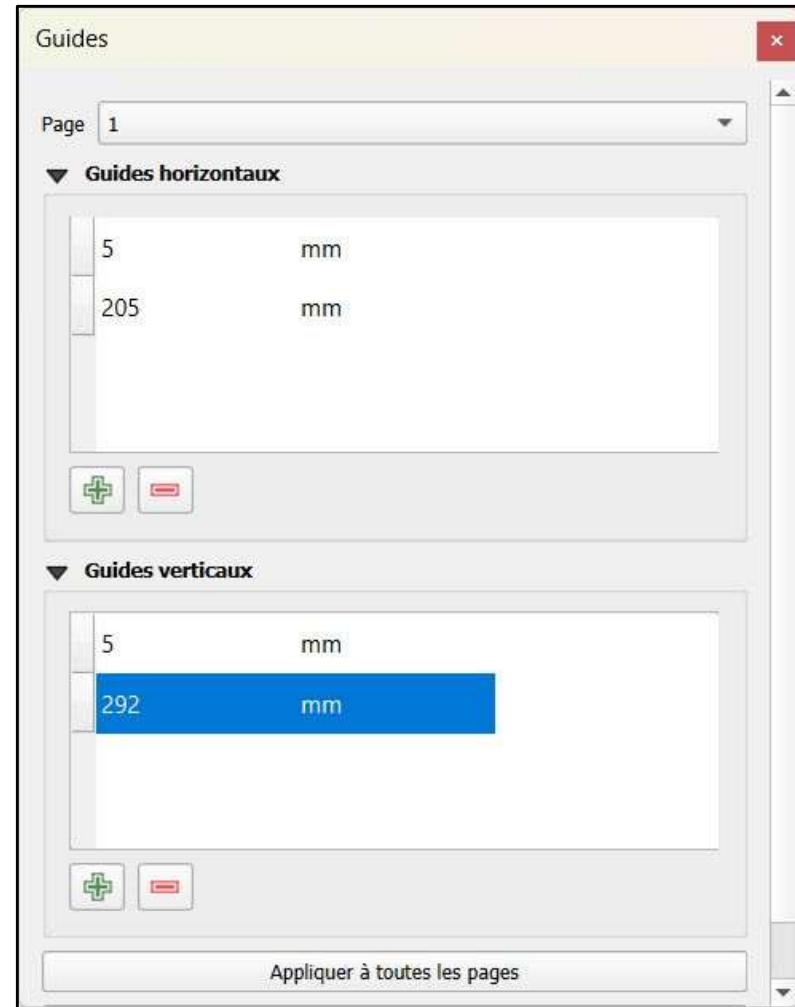 Guides
Page 1
Guides horizontaux
5 mm
205 mm
Guides verticaux
5 mm
292 mm
Appliquer à toutes les pages